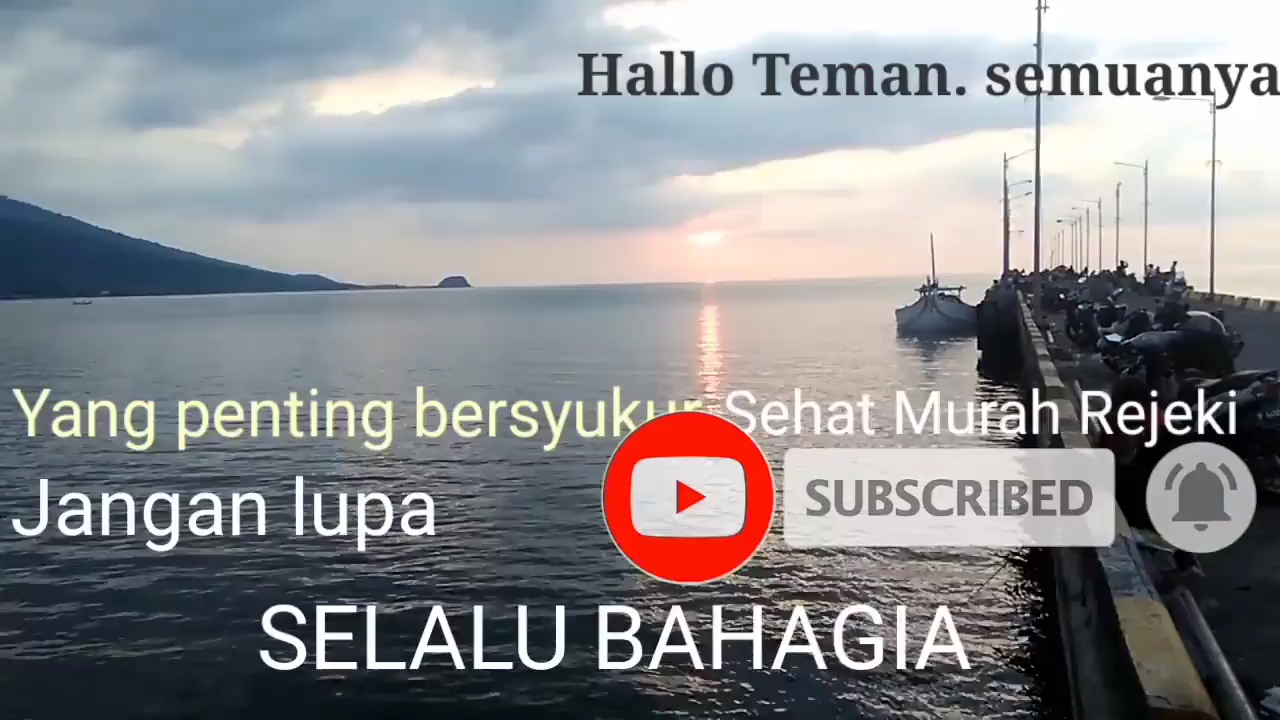 Hallo Teman. semuanya
Yang penting bersyukur Sehat Murah Rejeki
Jangan lupa
SUBSCRIBED
SELALU BAHAGIA